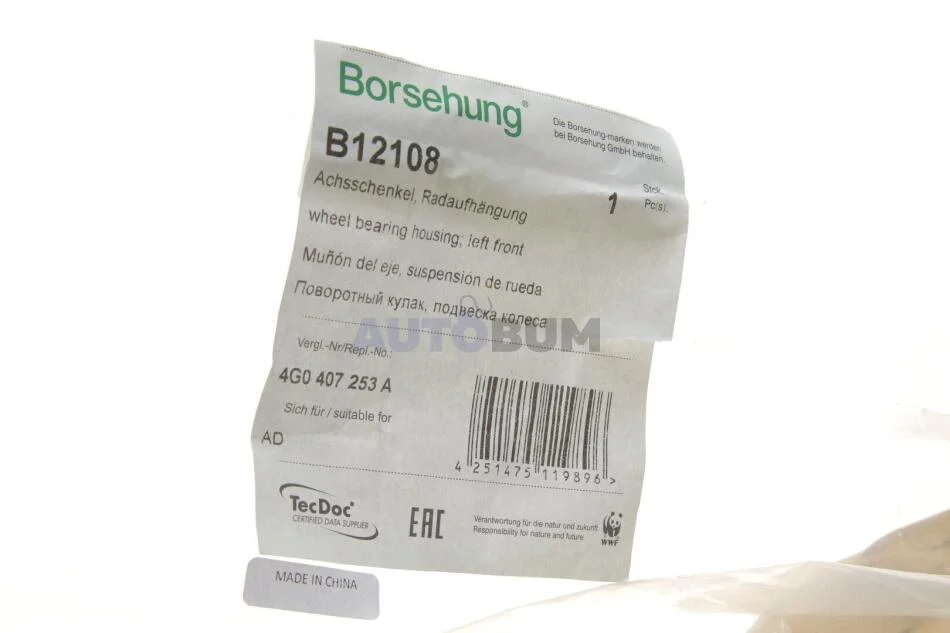 Borsehung®
Die Borsehung-marken werden
bei Borsehung GmbH behalten.
B12108
Achsschenkel, Radaufhängung
1
Stck.
Pc(s).
wheel bearing housing; left front
Muñón del eje, suspensión de rueda
Поворотный кулак, подвеска колеса
AUTOBUM
Vergl.-Nr/Repl.-No.:
4G0 407 253 A
Sich für / suitable for
AD
4 251475 119896 >
TecDoc®
CERTIFIED DATA SUPPLIER
EAC
Verantwortung für die natur und zukunft.
Responsibility for nature and future.
WWF
MADE IN CHINA